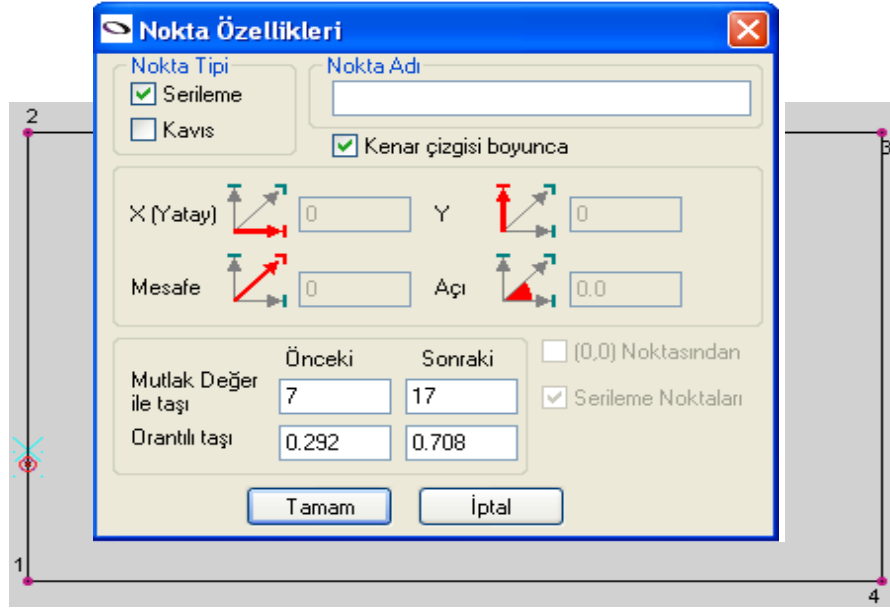 Nokta Özellikleri
Nokta Tipi
Nokta Adı
Serileme
Kavis
Kenar çizgisi boyunca
2
3
X (Yatay) 0 Y 0
Mesafe 0 Açı 0.0
Önceki Sonraki
(0,0) Noktasından
Mutlak Değer
ile taşı
7 17
Serileme Noktaları
Orantılı taşı 0.292 0.708
Tamam İptal
1
4